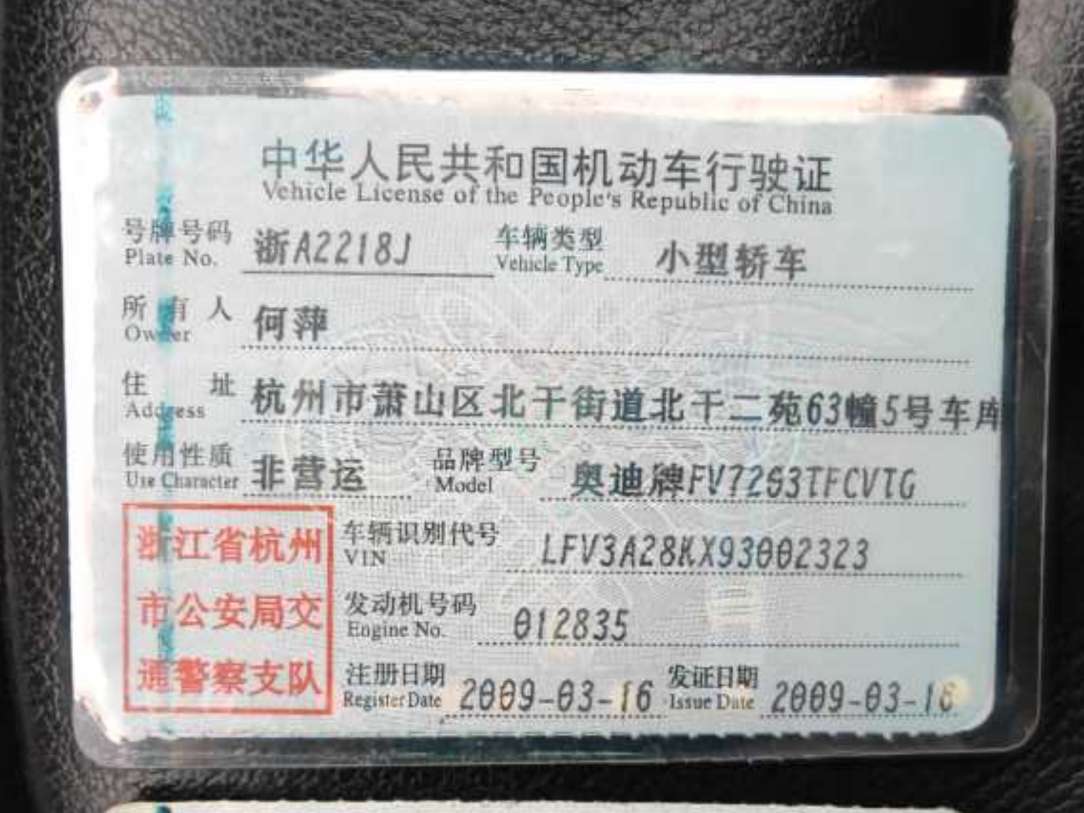 中华人民共和国机动车行驶证
Vehicle License of the People's Republic of China
号牌号码 浙A2218J 车辆类型 小型轿车
Plate No. Vehicle Type
所有人 何萍
Owner
住址 杭州市萧山区北干街道北干二苑63幢5号车库
Address
使用性质 非营运 品牌型号 奥迪牌FV7203TFCVTG
Use Character Model
浙江省杭州 车辆识别代号 LFV3A28KX93002323
VIN
市公安局交 发动机号码 012835
Engine No.
通警察支队 注册日期 2009-03-16 发证日期 2009-03-16
Register Date Issue Date